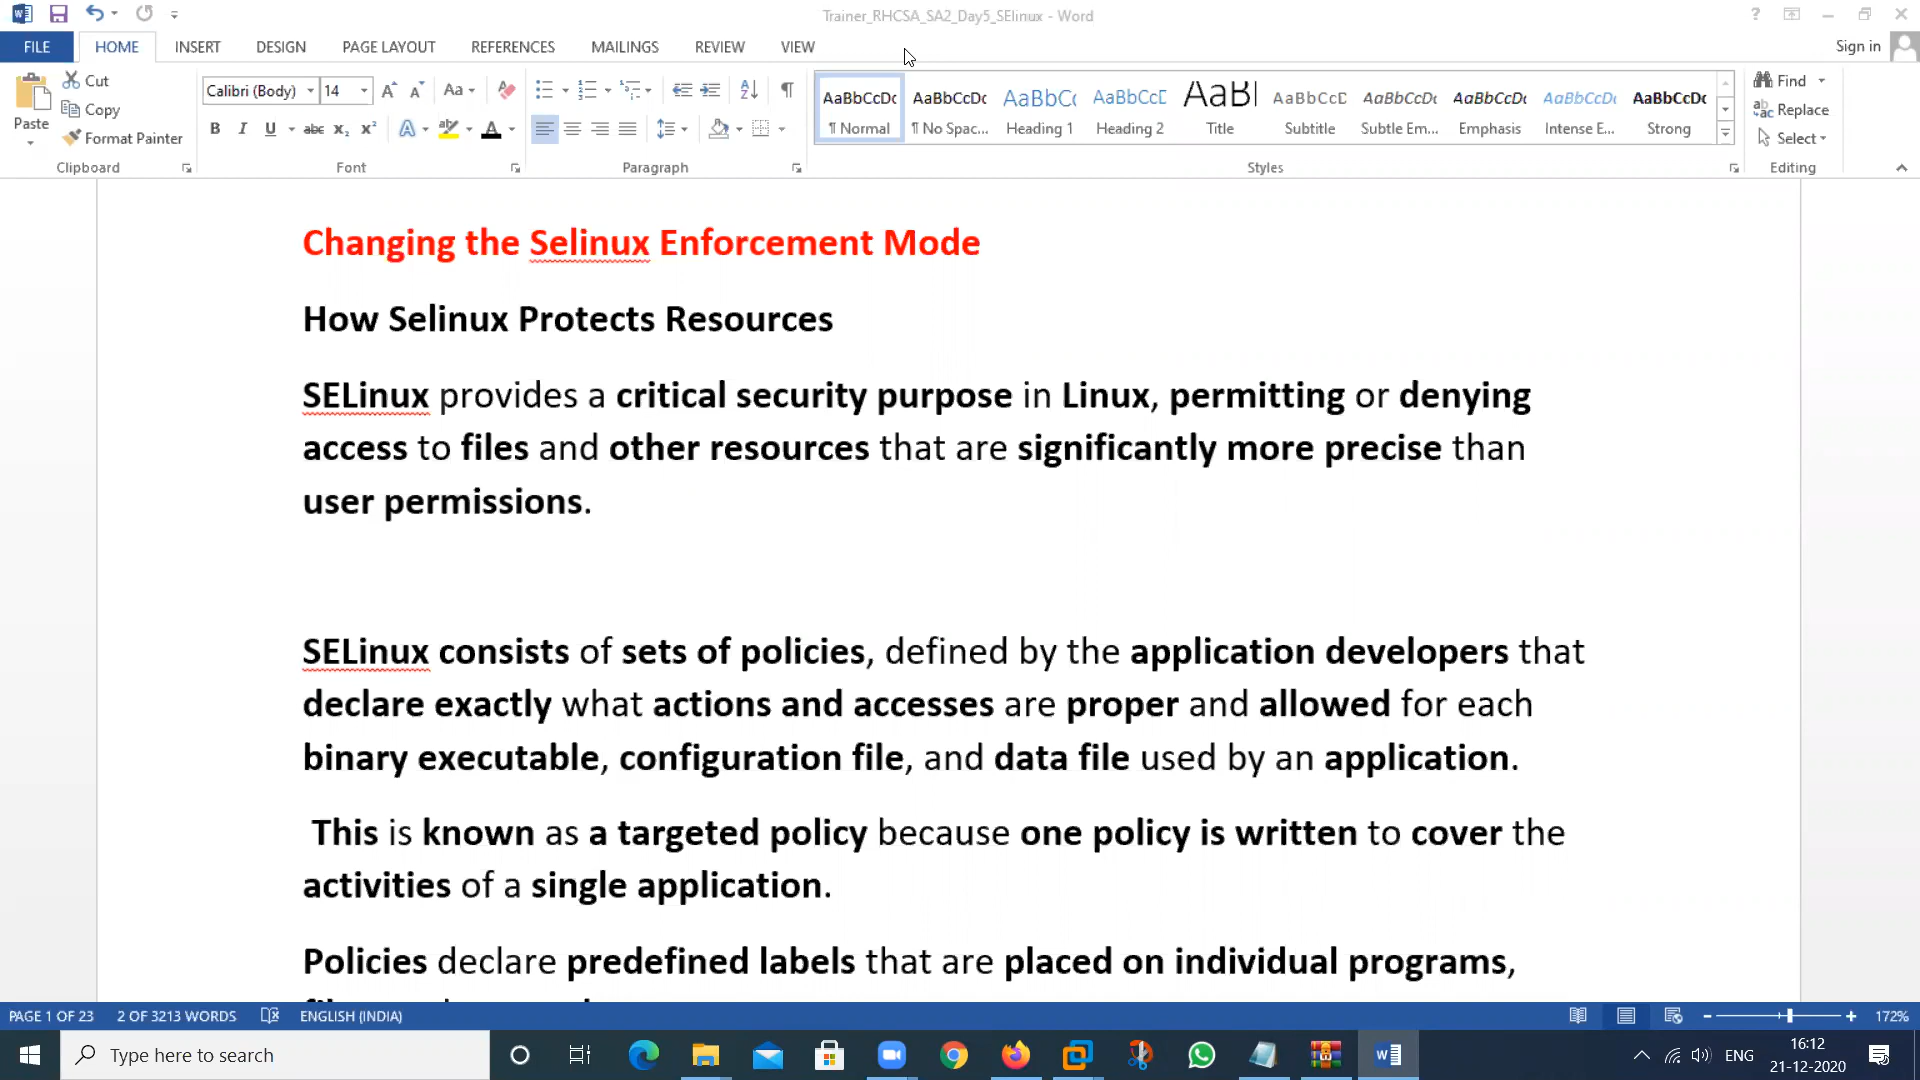 Trainer_RHCSA_SA2_Day5_SElinux - Word
FILE HOME INSERT DESIGN PAGE LAYOUT REFERENCES MAILINGS REVIEW VIEW Sign in
Paste
Cut
Copy
Format Painter
Clipboard
Calibri (Body) 14
Font
Paragraph
AaBbCcDc AaBbCcDc AaBbC AaBbCcD AaBl AaBbCcD AaBbCcDc AaBbCcDc AaBbCcDc AaBbCcDc
¶ Normal ¶ No Spac... Heading 1 Heading 2 Title Subtitle Subtle Em... Emphasis Intense E... Strong
Styles
Find
Replace
Select
Editing
Changing the Selinux Enforcement Mode
How Selinux Protects Resources
SELinux provides a critical security purpose in Linux, permitting or denying
access to files and other resources that are significantly more precise than
user permissions.
SELinux consists of sets of policies, defined by the application developers that
declare exactly what actions and accesses are proper and allowed for each
binary executable, configuration file, and data file used by an application.
This is known as a targeted policy because one policy is written to cover the
activities of a single application.
Policies declare predefined labels that are placed on individual programs,
PAGE 1 OF 23 2 OF 3213 WORDS ENGLISH (INDIA) 172%
Type here to search
ENG
16:12
21-12-2020